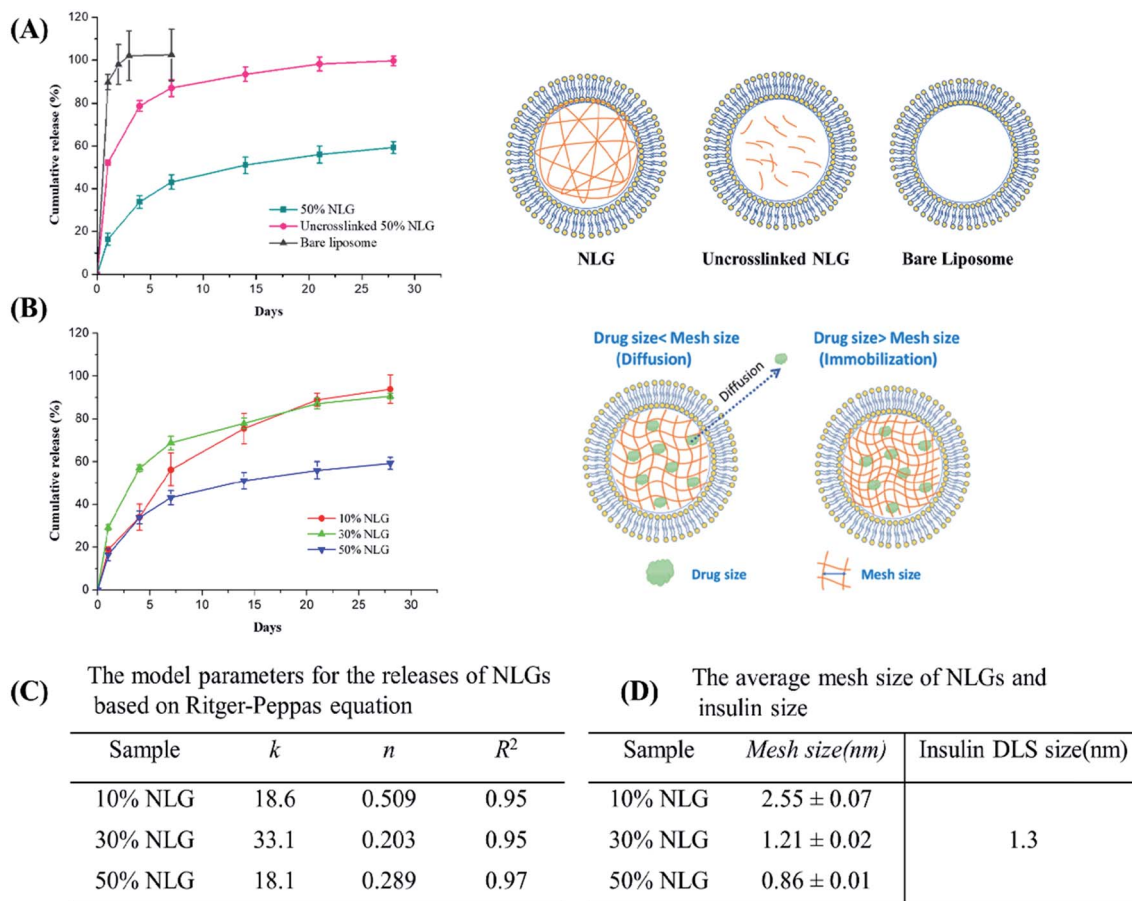 (A)
120
100
80
60
40
20
0
Cumulative release (%)
50% NLG
Uncrosslinked 50% NLG
Bare liposome
0 5 10 15 20 25 30
Days
NLG Uncrosslinked NLG Bare Liposome
(B)
120
100
80
60
40
20
0
Cumulative release (%)
10% NLG
30% NLG
50% NLG
0 5 10 15 20 25 30
Days
Drug size< Mesh size
(Diffusion)
Drug size> Mesh size
(Immobilization)
Diffusion
Drug size
Mesh size
(C)
The model parameters for the releases of NLGs
based on Ritger-Peppas equation
Sample k n R²
10% NLG 18.6 0.509 0.95
30% NLG 33.1 0.203 0.95
50% NLG 18.1 0.289 0.97
(D)
The average mesh size of NLGs and
insulin size
Sample Mesh size(nm) Insulin DLS size(nm)
10% NLG 2.55 ± 0.07
30% NLG 1.21 ± 0.02 1.3
50% NLG 0.86 ± 0.01